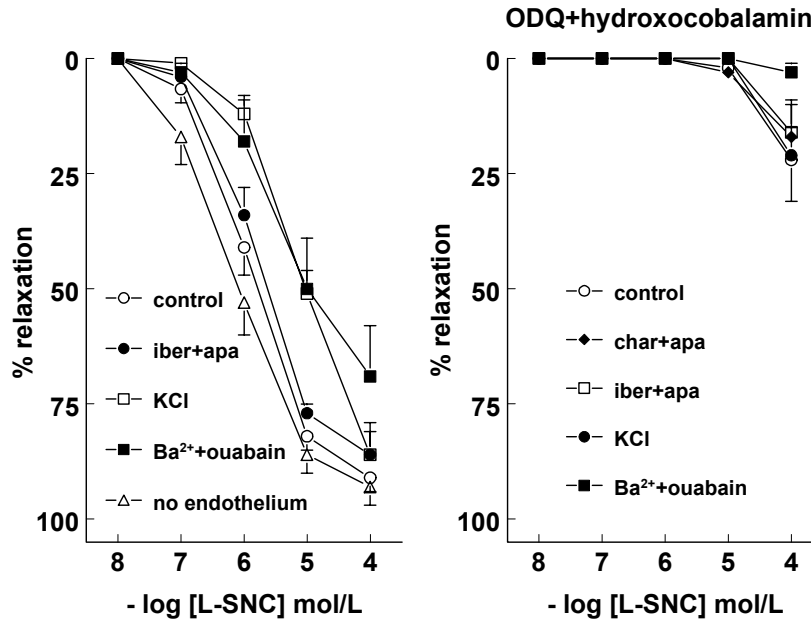 ODQ+hydroxocobalamin
0
25
50
75
100
% relaxation
control
iber+apa
KCl
Ba²⁺+ouabain
no endothelium
8 7 6 5 4
- log [L-SNC] mol/L
0
25
50
75
100
% relaxation
control
char+apa
iber+apa
KCl
Ba²⁺+ouabain
8 7 6 5 4
- log [L-SNC] mol/L